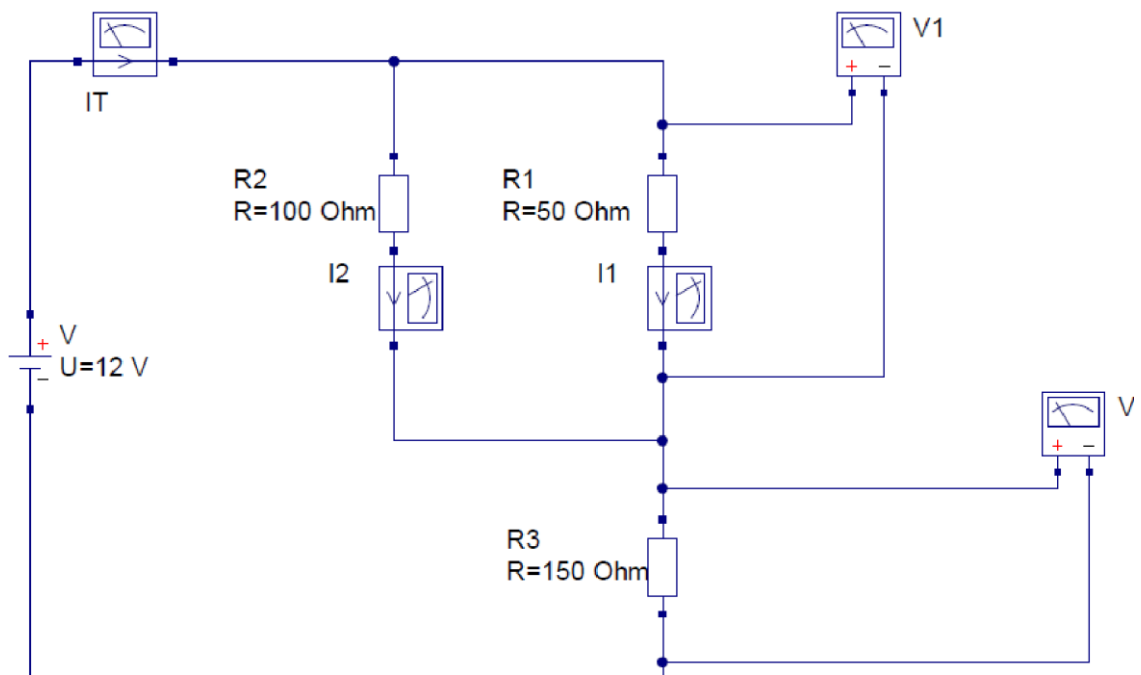 V1
+ −
IT
R2
R=100 Ohm
R1
R=50 Ohm
I2
I1
+
V
U=12 V
−
V
+ −
R3
R=150 Ohm